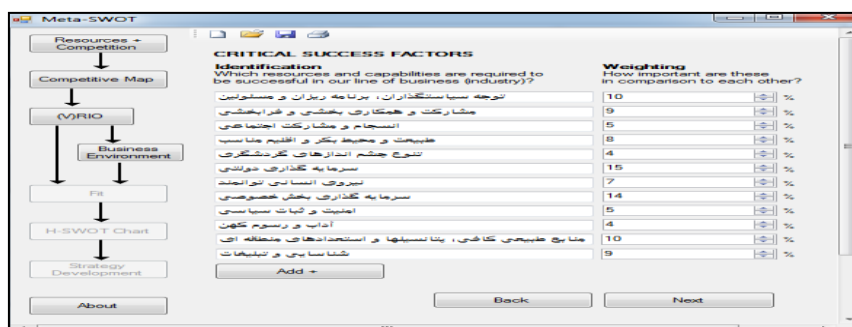 Meta-SWOT
Resources +
Competition
Competitive Map
(V)RIO
Business
Environment
Fit
H-SWOT Chart
Strategy
Development
About
CRITICAL SUCCESS FACTORS
Identification
Which resources and capabilities are required to
be successful in our line of business (industry)?
Weighting
How important are these
in comparison to each other?
توجه سیاستگذاران، برنامه ریزان و مسئولین 10 %
مشارکت و همکاری بخشی و فرابخشی 9 %
انسجام و مشارکت اجتماعی 5 %
طبیعت و محیط بکر و اقلیم مناسب 8 %
تنوع چشم اندازهای گردشگری 4 %
سرمایه گذاری دولتی 15 %
نیروی انسانی توانمند 7 %
سرمایه گذاری بخش خصوصی 14 %
امنیت و ثبات سیاسی 5 %
آداب و رسوم کهن 4 %
منابع طبیعی کافی، پتانسیلها و استعدادهای منطقه ای 10 %
شناسایی و تبلیغات 9 %
Add +
Back
Next